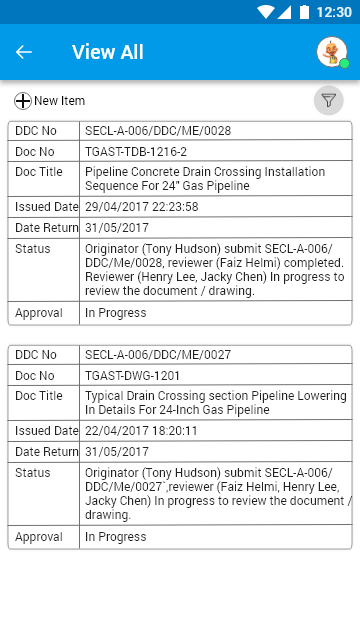 12:30
View All
New Item
DDC No SECL-A-006/DDC/ME/0028
Doc No TGAST-TDB-1216-2
Doc Title Pipeline Concrete Drain Crossing Installation
Sequence For 24" Gas Pipeline
Issued Date 29/04/2017 22:23:58
Date Return 31/05/2017
Status Originator (Tony Hudson) submit SECL-A-006/
DDC/Me/0028, reviewer (Faiz Helmi) completed.
Reviewer (Henry Lee, Jacky Chen) In progress to
review the document / drawing.
Approval In Progress
DDC No SECL-A-006/DDC/ME/0027
Doc No TGAST-DWG-1201
Doc Title Typical Drain Crossing section Pipeline Lowering
In Details For 24-Inch Gas Pipeline
Issued Date 22/04/2017 18:20:11
Date Return 31/05/2017
Status Originator (Tony Hudson) submit SECL-A-006/
DDC/Me/0027`,reviewer (Faiz Helmi, Henry Lee,
Jacky Chen) In progress to review the document /
drawing.
Approval In Progress